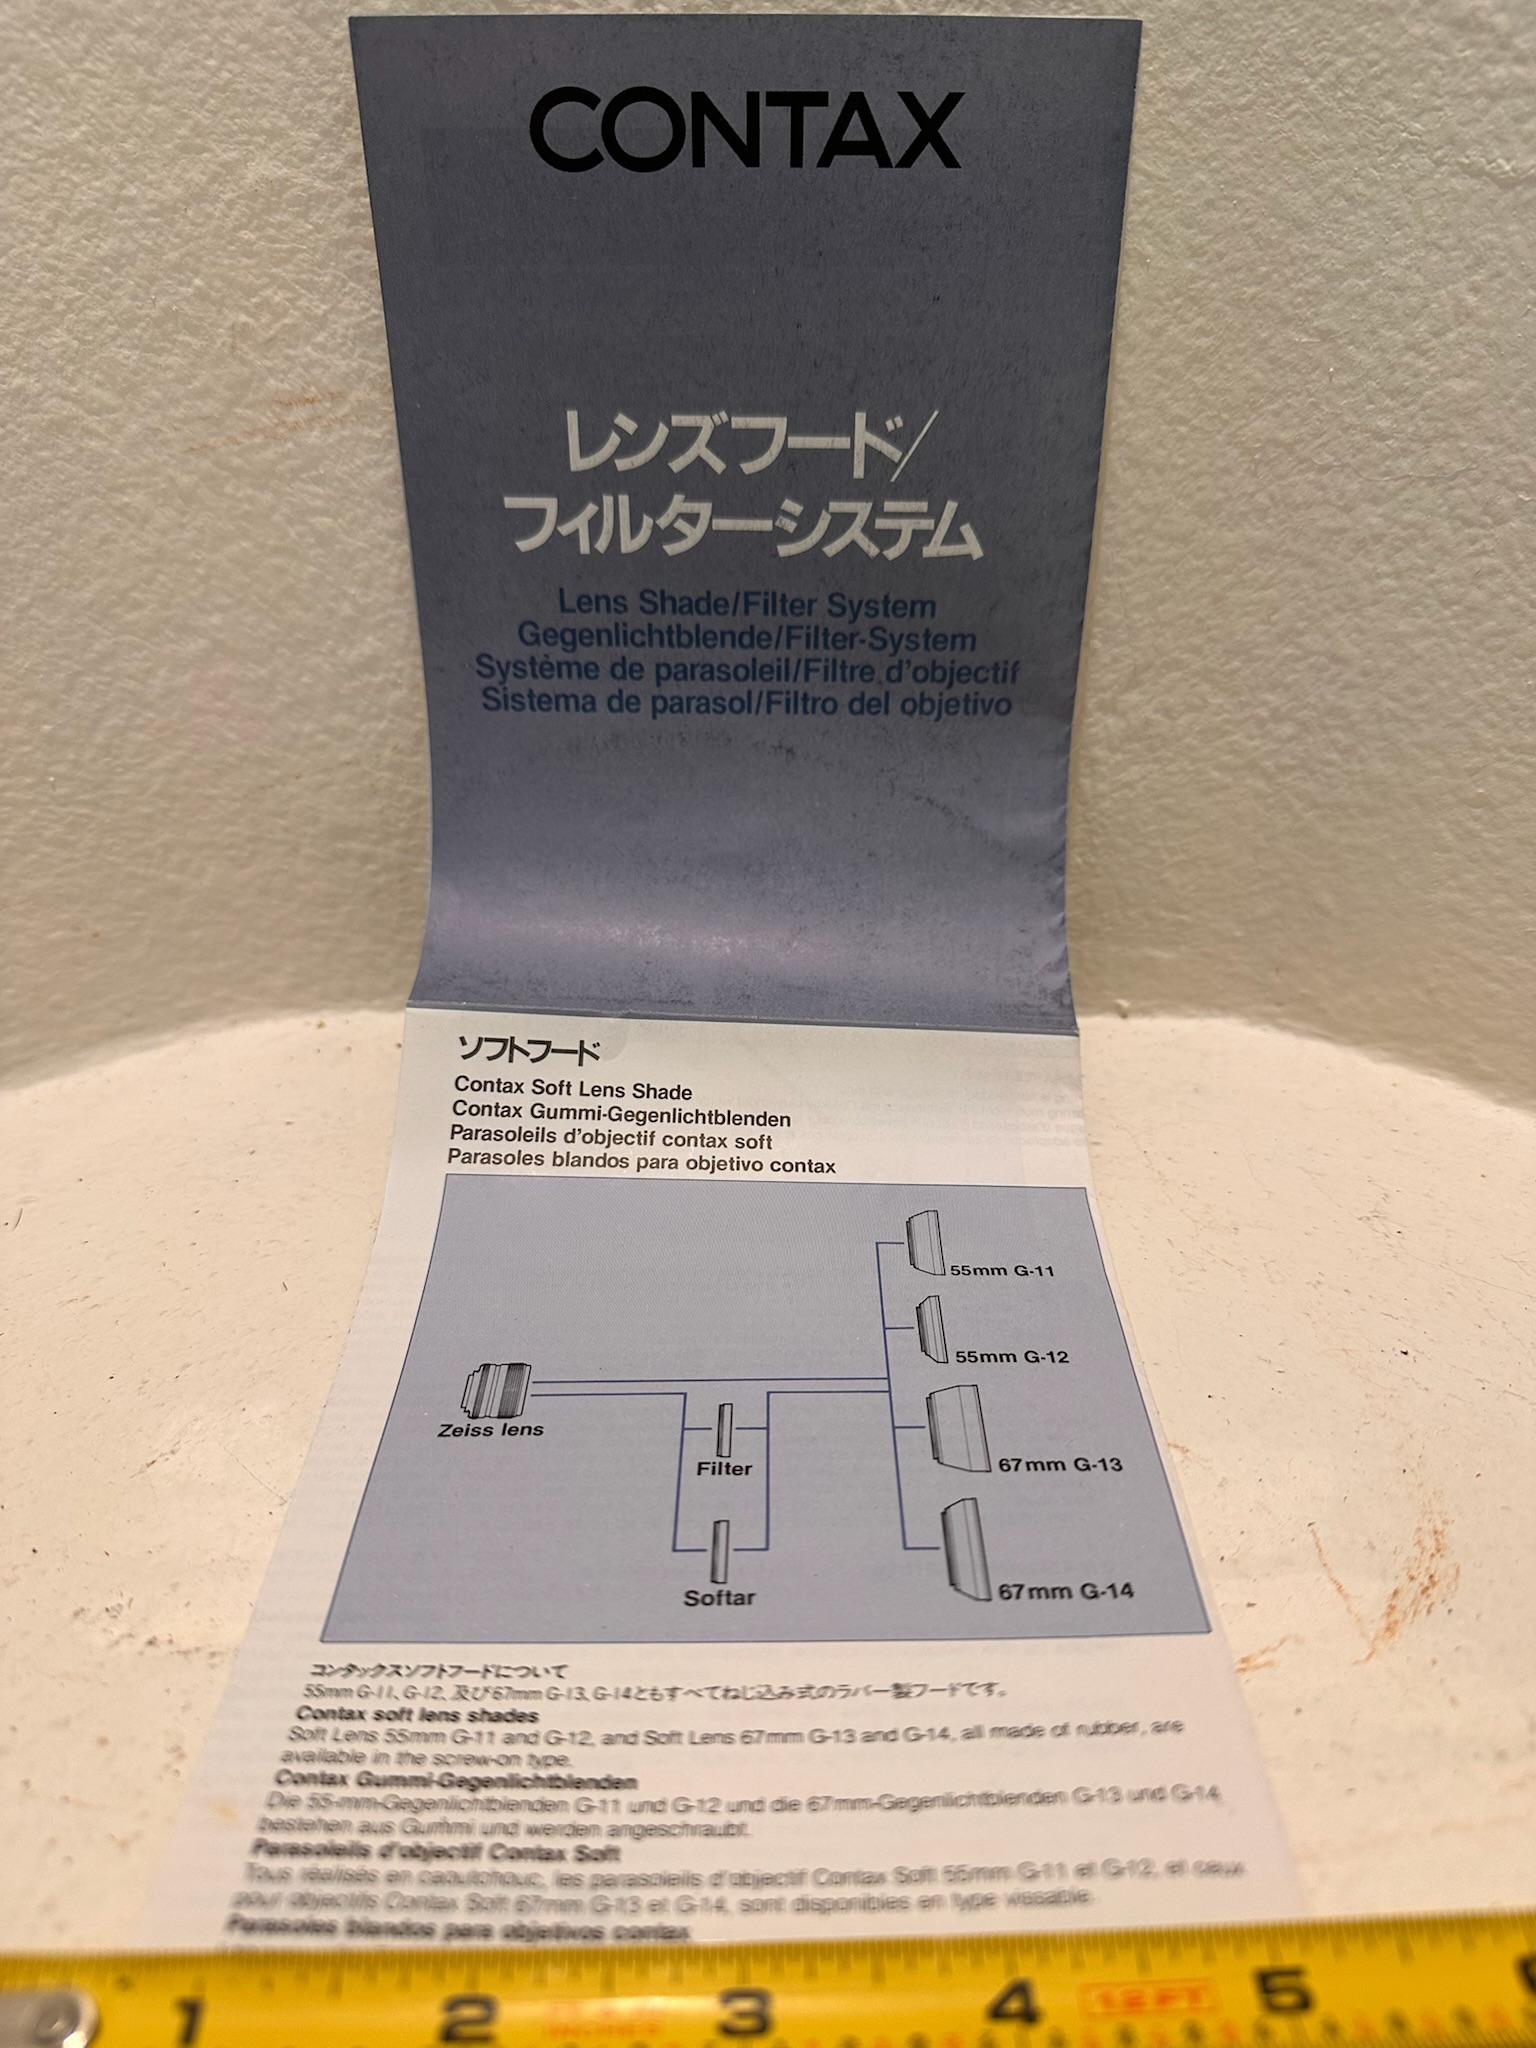 CONTAX
レンズフード/
フィルターシステム
Lens Shade/Filter System
Gegenlichtblende/Filter-System
Système de parasoleil/Filtre d'objectif
Sistema de parasol/Filtro del objetivo
ソフトフード
Contax Soft Lens Shade
Contax Gummi-Gegenlichtblenden
Parasoleils d'objectif contax soft
Parasoles blandos para objetivo contax
55mm G-11
55mm G-12
Zeiss lens
Filter
67mm G-13
Softar
67mm G-14
コンタックスソフトフードについて
55mm G-11、G-12、及び67mm G-13、G-14ともすべてねじ込み式のラバー製フードです。
Contax soft lens shades
Soft Lens 55mm G-11 and G-12, and Soft Lens 67mm G-13 and G-14, all made of rubber, are
available in the screw-on type.
Contax Gummi-Gegenlichtblenden
Die 55-mm-Gegenlichtblenden G-11 und G-12 und die 67mm-Gegenlichtblenden G-13 und G-14
bestehen aus Gummi und werden angeschraubt.
Parasoleils d'objectif Contax Soft
Tous réalisés en caoutchouc, les parasoleils d'objectif Contax Soft 55mm G-11 et G-12, et ceux
pour objectifs Contax Soft 67mm G-13 et G-14, sont disponibles en type vissable.
Parasoles blandos para objetivos contax
1 2 3 4 12FT 5